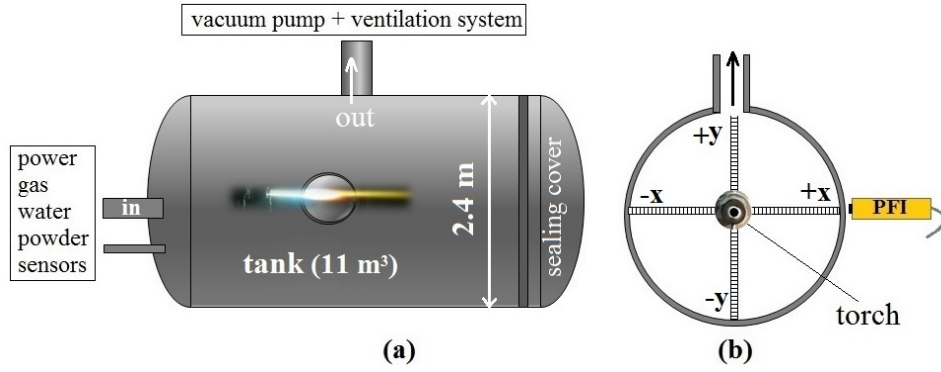 vacuum pump + ventilation system
out
power
gas
water
powder
sensors
in
2.4 m
sealing cover
tank (11 m³)
(a)
+y
-x
+x
PFI
-y
torch
(b)